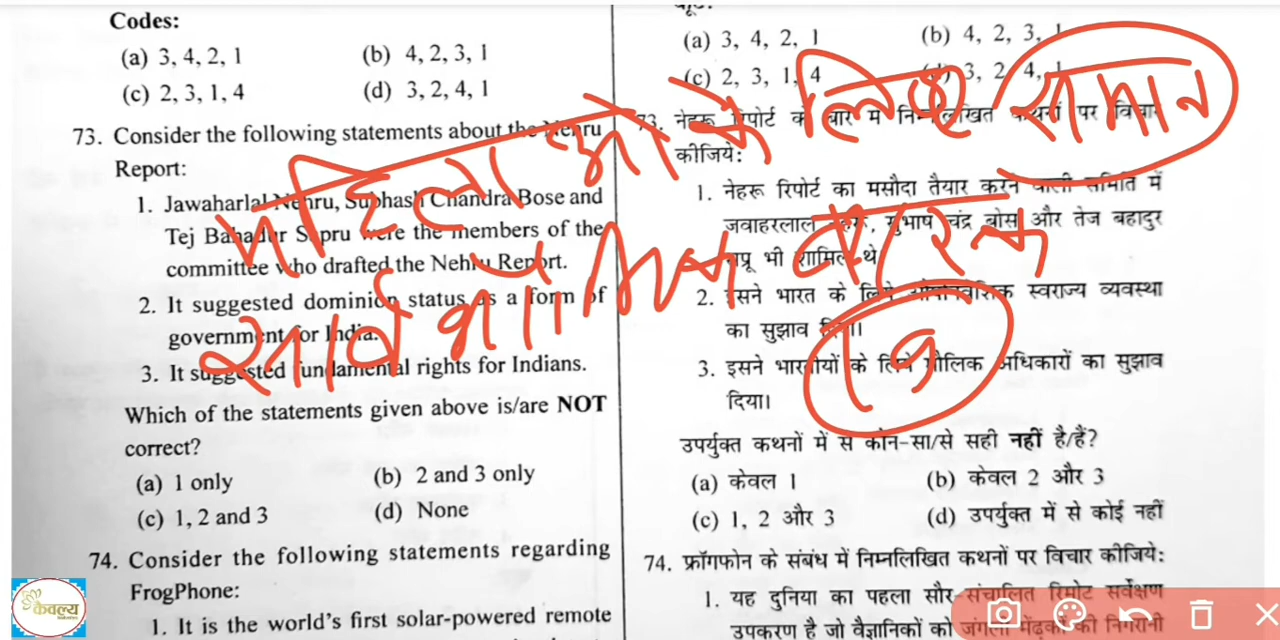 Codes:
(a) 3, 4, 2, 1
(b) 4, 2, 3, 1
(c) 2, 3, 1, 4
(d) 3, 2, 4, 1
73. Consider the following statements about the Nehru
Report:
1. Jawaharlal Nehru, Subhash Chandra Bose and
Tej Bahadur Sapru were the members of the
committee who drafted the Nehru Report.
2. It suggested dominion status as a form of
government for India.
3. It suggested fundamental rights for Indians.
Which of the statements given above is/are NOT
correct?
(a) 1 only
(b) 2 and 3 only
(c) 1, 2 and 3
(d) None
74. Consider the following statements regarding
FrogPhone:
1. It is the world's first solar-powered remote
कूट:
(a) 3, 4, 2, 1
(b) 4, 2, 3, 1
(c) 2, 3, 1, 4
(d) 3, 2, 4, 1
73. नेहरू रिपोर्ट के बारे में निम्नलिखित कथनों पर विचार
कीजिये:
1. नेहरू रिपोर्ट का मसौदा तैयार करने वाली समिति में
जवाहरलाल नेहरू, सुभाष चंद्र बोस और तेज बहादुर
सप्रू भी शामिल थे।
2. इसने भारत के लिये औपनिवेशिक स्वराज्य व्यवस्था
का सुझाव दिया।
3. इसने भारतीयों के लिये मौलिक अधिकारों का सुझाव
दिया।
उपर्युक्त कथनों में से कौन-सा/से सही नहीं है/हैं?
(a) केवल 1
(b) केवल 2 और 3
(c) 1, 2 और 3
(d) उपर्युक्त में से कोई नहीं
74. फ्रॉगफोन के संबंध में निम्नलिखित कथनों पर विचार कीजिये:
1. यह दुनिया का पहला सौर-संचालित रिमोट सर्वेक्षण
उपकरण है जो वैज्ञानिकों को जंगली मेंढकों की निगरानी
महिलाओं के लिए समान
सार्वभौमिक वयस्क
19
कैवल्य